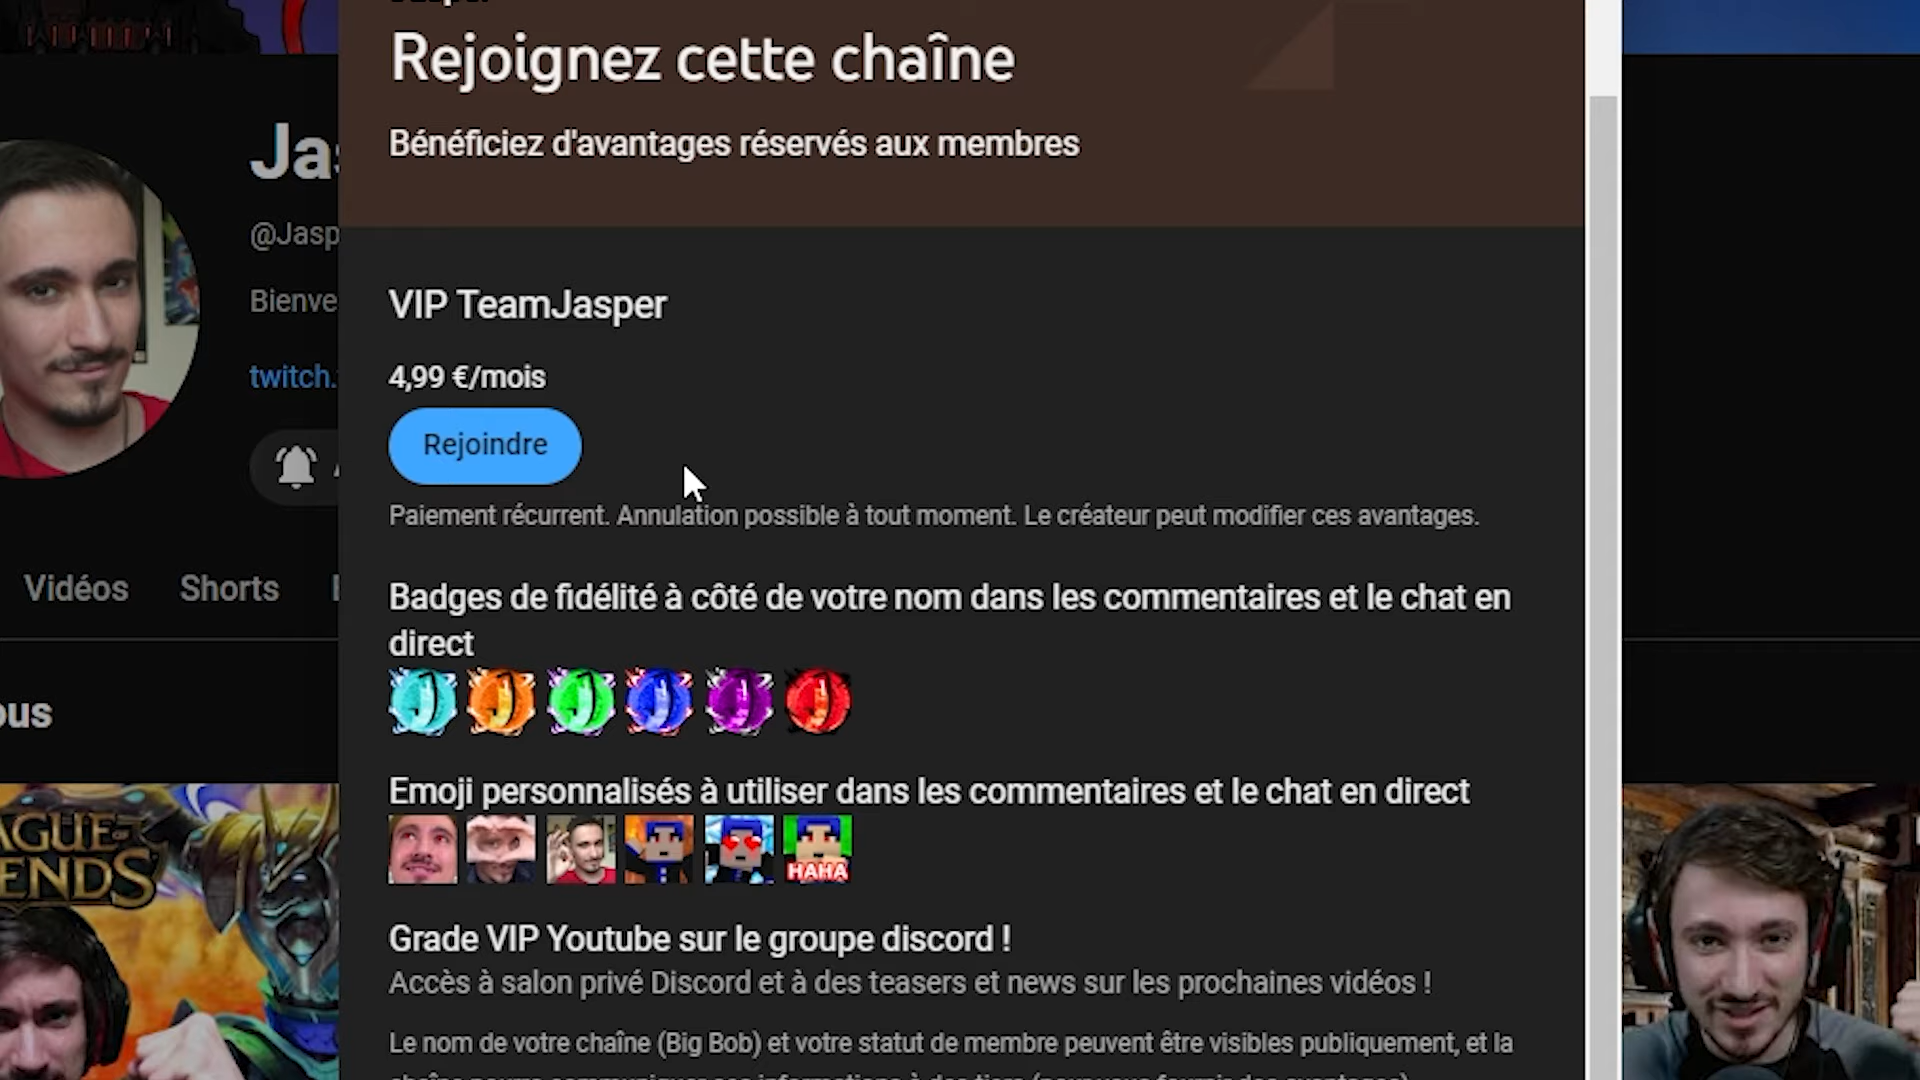 Rejoignez cette chaîne
Bénéficiez d'avantages réservés aux membres
@Jasp
Bienve
twitch.
VIP TeamJasper
4,99 €/mois
Rejoindre
Paiement récurrent. Annulation possible à tout moment. Le créateur peut modifier ces avantages.
Vidéos Shorts
Badges de fidélité à côté de votre nom dans les commentaires et le chat en
direct
ous
Emoji personnalisés à utiliser dans les commentaires et le chat en direct
HAHA
AGUE
ENDS
Grade VIP Youtube sur le groupe discord !
Accès à salon privé Discord et à des teasers et news sur les prochaines vidéos !
Le nom de votre chaîne (Big Bob) et votre statut de membre peuvent être visibles publiquement, et la